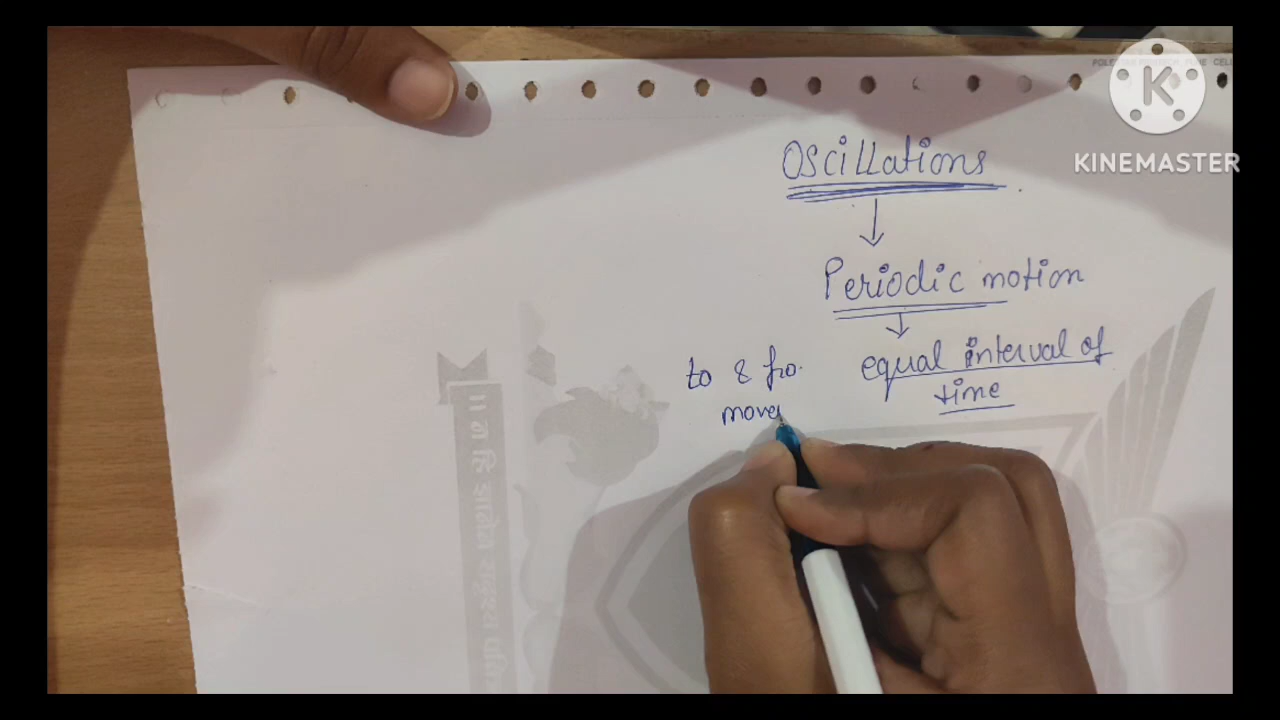 KINEMASTER
Oscillations
Periodic motion
equal interval of
time
to & fro.
move